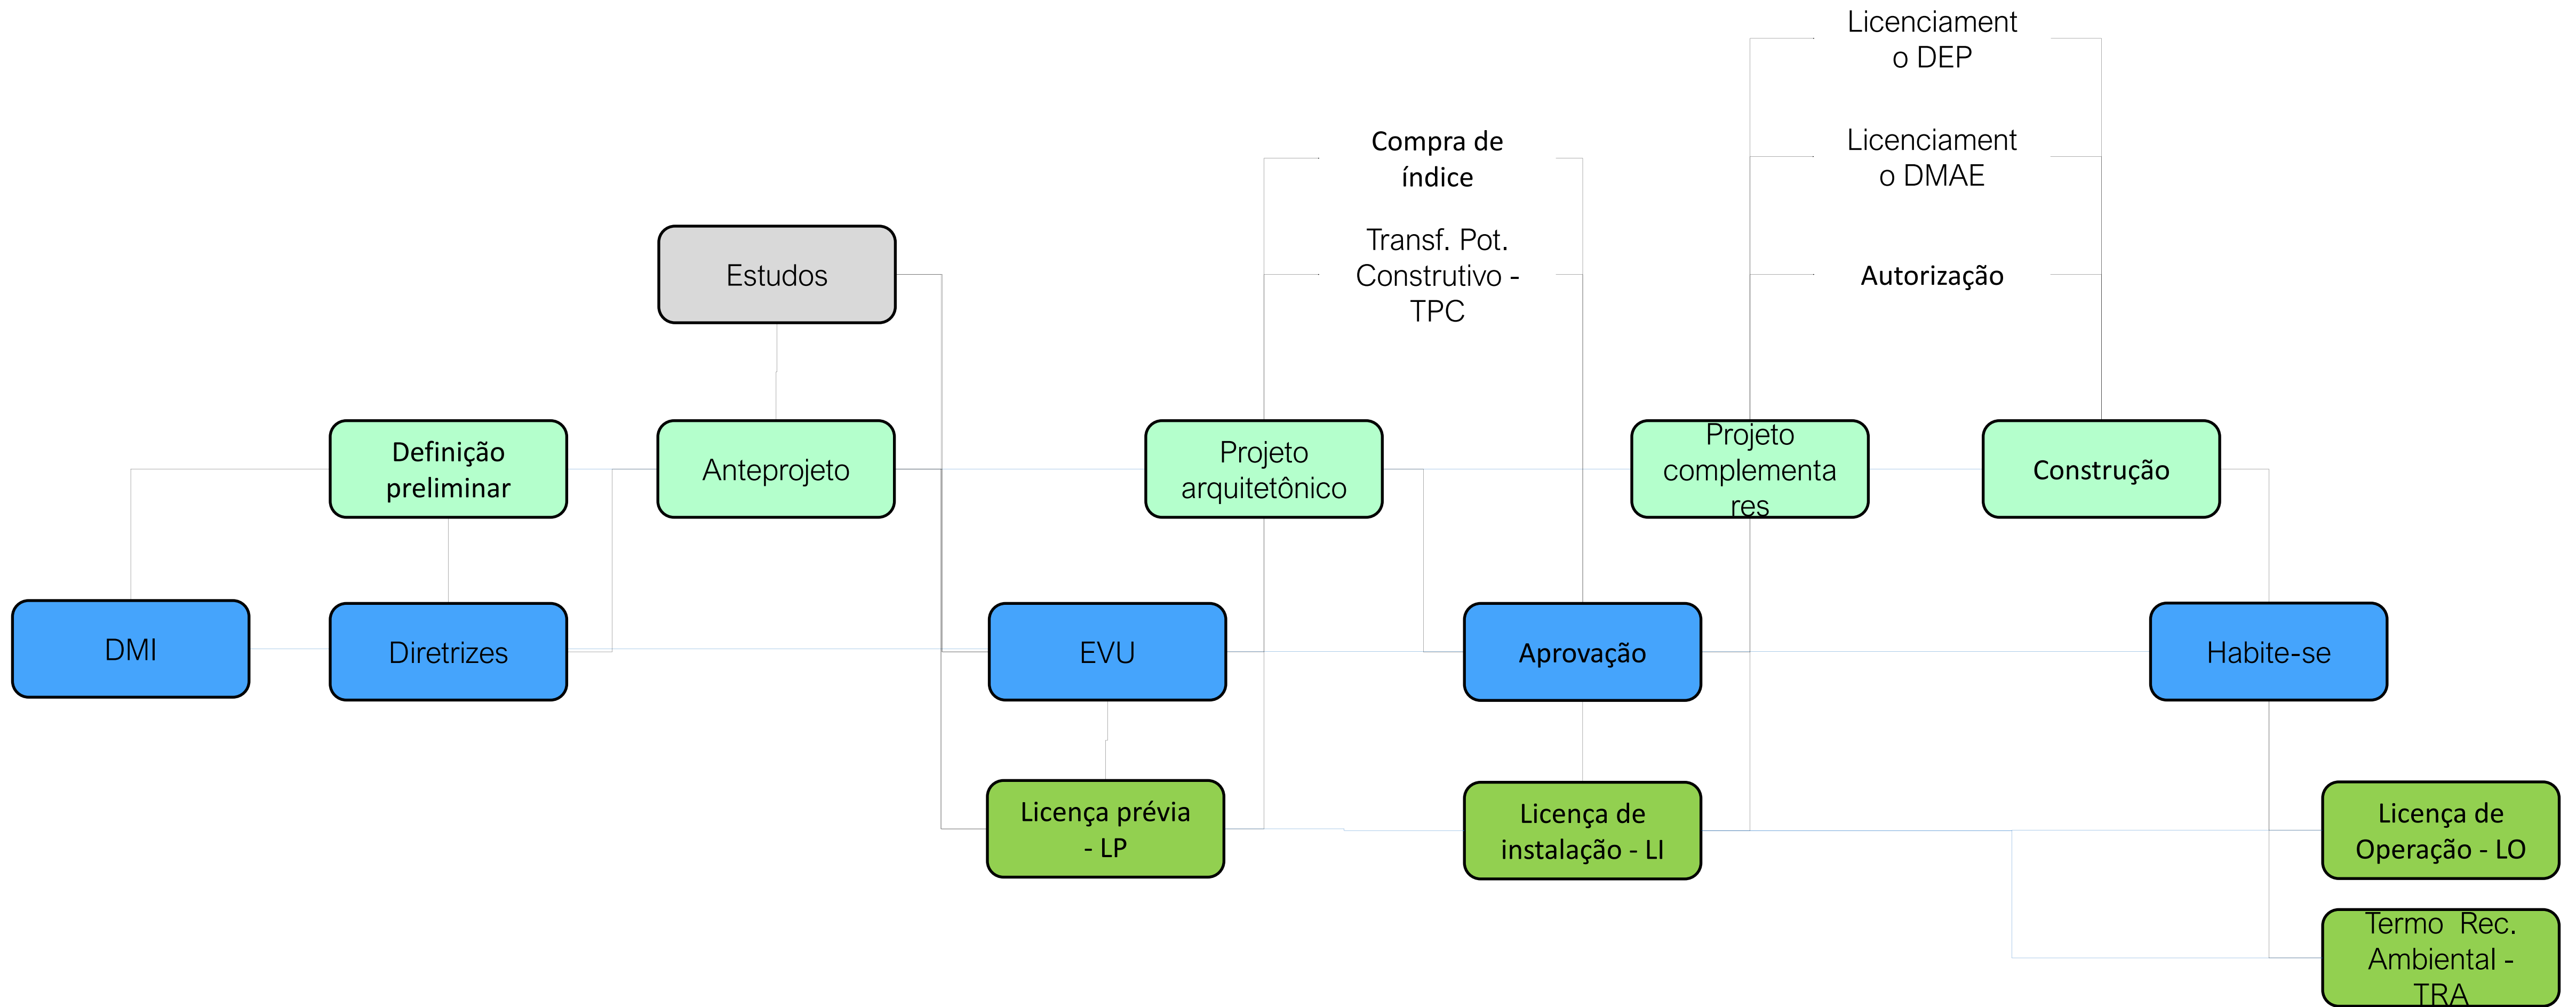 Licenciament
o DEP
Licenciament
o DMAE
Compra de
índice
Transf. Pot.
Construtivo -
TPC
Autorização
Estudos
Definição
preliminar
Anteprojeto
Projeto
arquitetônico
Projeto
complementa
res
Construção
DMI
Diretrizes
EVU
Aprovação
Habite-se
Licença prévia
- LP
Licença de
instalação - LI
Licença de
Operação - LO
Termo  Rec.
Ambiental -
TRA